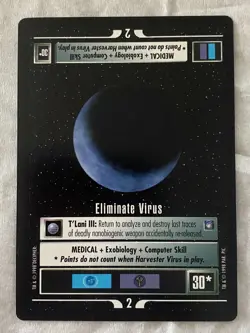 2
30*
MEDICAL + Exobiology + Computer Skill
* Points do not count when Harvester Virus in play.
Eliminate Virus
T'Lani III: Return to analyze and destroy last traces
of deadly nanobiogenic weapon accidentally re-released.
MEDICAL + Exobiology + Computer Skill
* Points do not count when Harvester Virus in play.
30*
2